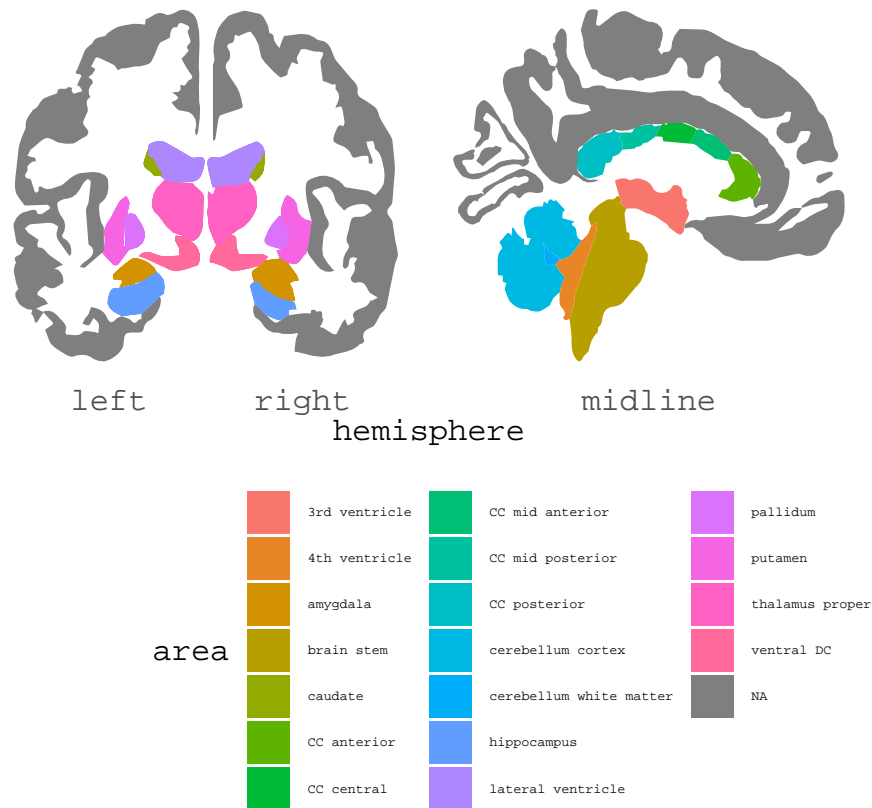 left right midline
hemisphere
area
3rd ventricle
4th ventricle
amygdala
brain stem
caudate
CC anterior
CC central
CC mid anterior
CC mid posterior
CC posterior
cerebellum cortex
cerebellum white matter
hippocampus
lateral ventricle
pallidum
putamen
thalamus proper
ventral DC
NA